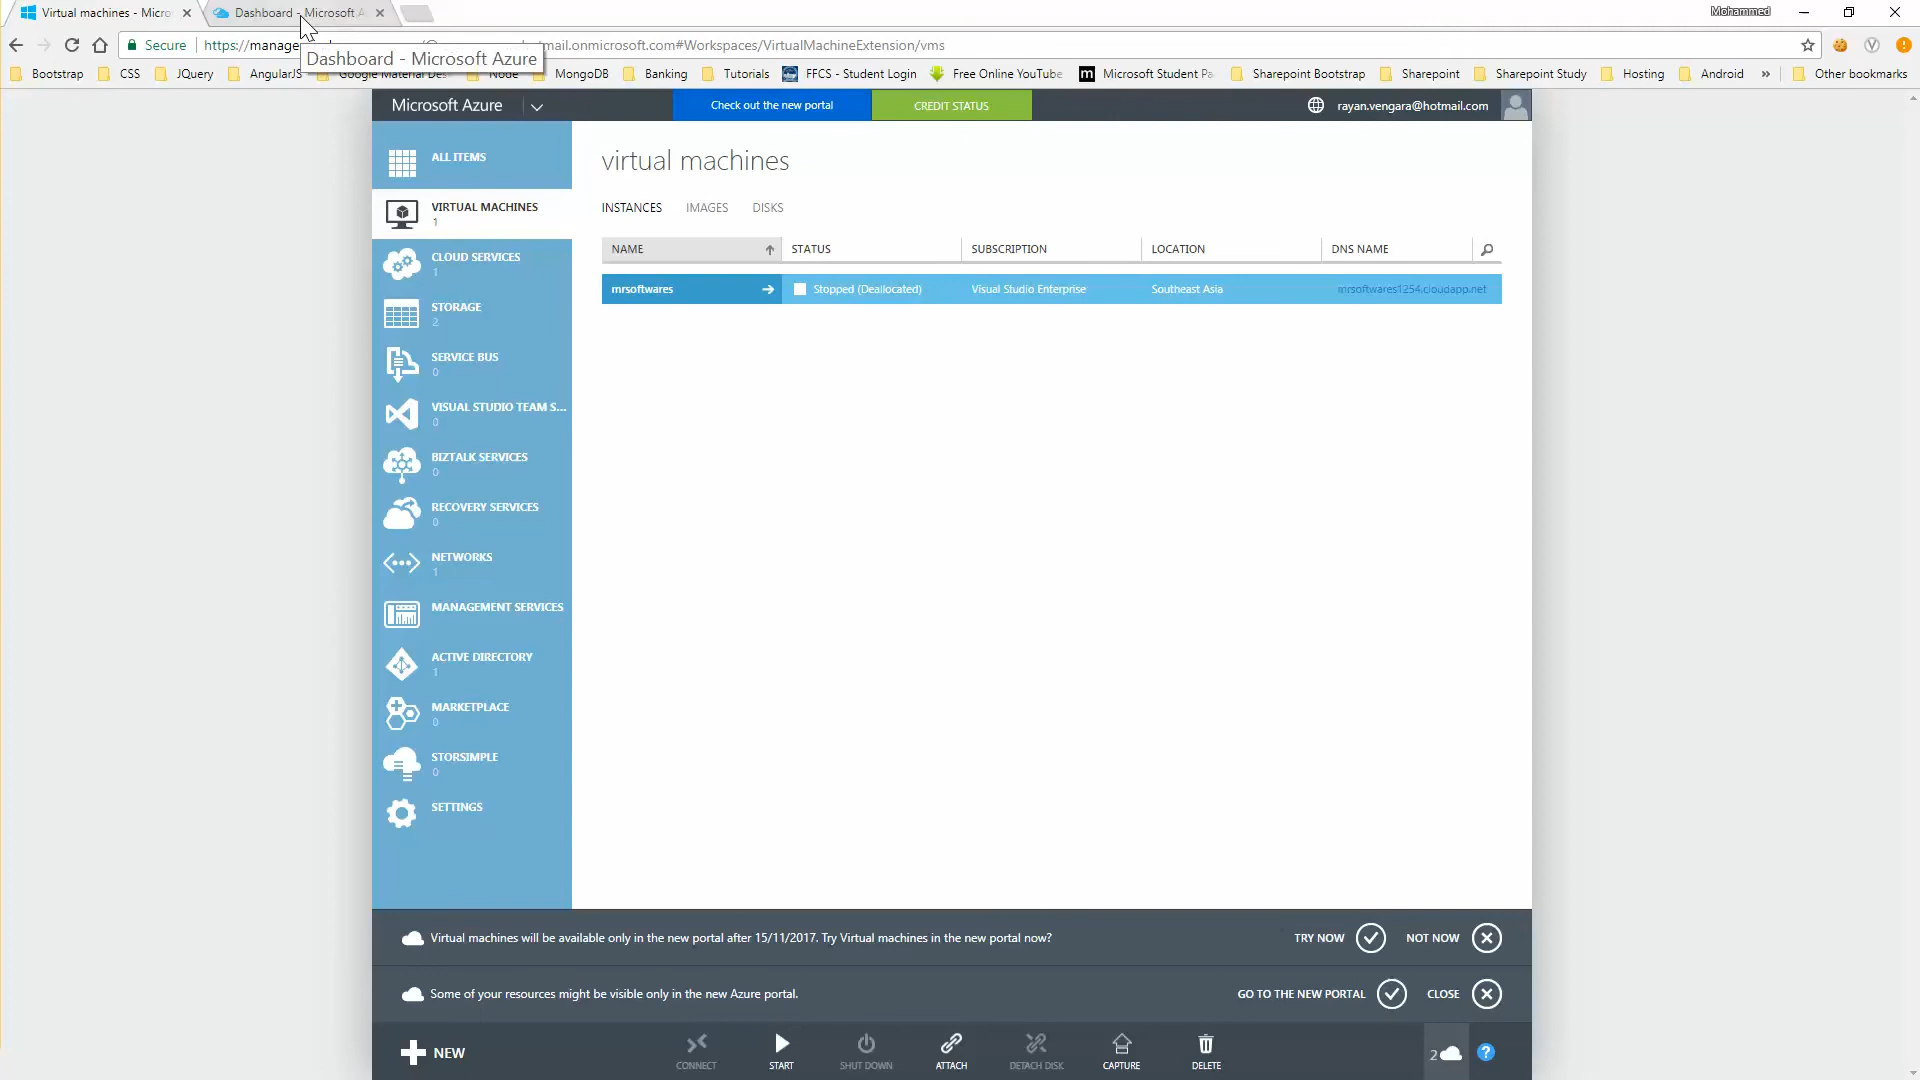 Virtual machines - Micro
Dashboard - Microsoft A
Mohammed
Secure
https://manage
tmail.onmicrosoft.com#Workspaces/VirtualMachineExtension/vms
Dashboard - Microsoft Azure
Bootstrap
CSS
JQuery
AngularJS
Google Material Des
Node
MongoDB
Banking
Tutorials
FFCS - Student Login
Free Online YouTube
Microsoft Student Pa
Sharepoint Bootstrap
Sharepoint
Sharepoint Study
Hosting
Android
»
Other bookmarks
Microsoft Azure
Check out the new portal
CREDIT STATUS
rayan.vengara@hotmail.com
ALL ITEMS
VIRTUAL MACHINES
1
CLOUD SERVICES
1
STORAGE
2
SERVICE BUS
0
VISUAL STUDIO TEAM S...
0
BIZTALK SERVICES
0
RECOVERY SERVICES
0
NETWORKS
1
MANAGEMENT SERVICES
ACTIVE DIRECTORY
1
MARKETPLACE
0
STORSIMPLE
0
SETTINGS
virtual machines
INSTANCES IMAGES DISKS
NAME STATUS SUBSCRIPTION LOCATION DNS NAME
mrsoftwares Stopped (Deallocated) Visual Studio Enterprise Southeast Asia mrsoftwares1254.cloudapp.net
Virtual machines will be available only in the new portal after 15/11/2017. Try Virtual machines in the new portal now?
TRY NOW
NOT NOW
Some of your resources might be visible only in the new Azure portal.
GO TO THE NEW PORTAL
CLOSE
NEW
CONNECT
START
SHUT DOWN
ATTACH
DETACH DISK
CAPTURE
DELETE
2
?